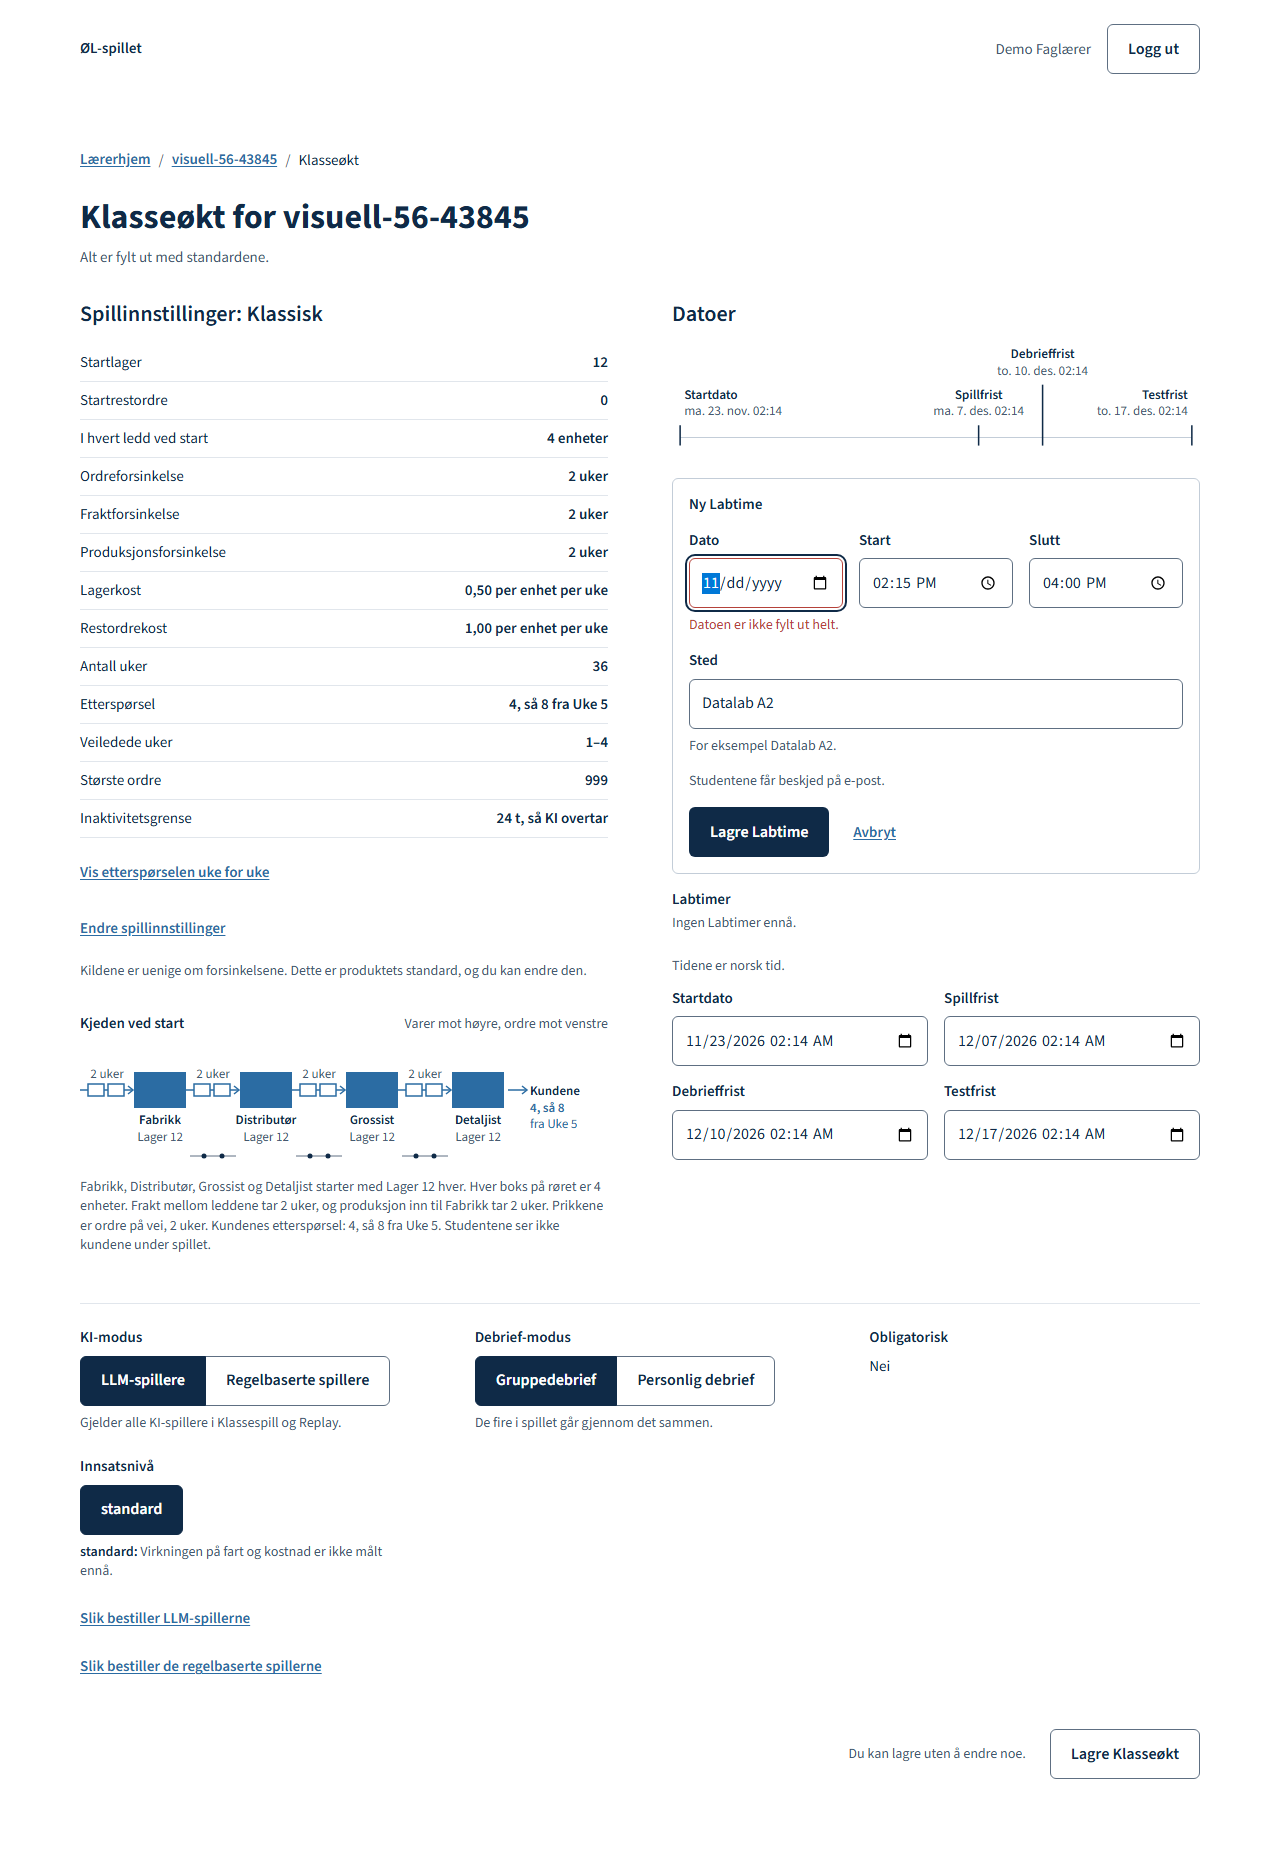 ØL-spillet
Demo Faglærer
Logg ut
Lærerhjem / visuell-56-43845 / Klasseøkt
Klasseøkt for visuell-56-43845
Alt er fylt ut med standardene.
Spillinnstillinger: Klassisk
Startlager 12
Startrestordre 0
I hvert ledd ved start 4 enheter
Ordreforsinkelse 2 uker
Fraktforsinkelse 2 uker
Produksjonsforsinkelse 2 uker
Lagerkost 0,50 per enhet per uke
Restordrekost 1,00 per enhet per uke
Antall uker 36
Etterspørsel 4, så 8 fra Uke 5
Veiledede uker 1–4
Største ordre 999
Inaktivitetsgrense 24 t, så KI overtar
Vis etterspørselen uke for uke
Endre spillinnstillinger
Kildene er uenige om forsinkelsene. Dette er produktets standard, og du kan endre den.
Kjeden ved start
Varer mot høyre, ordre mot venstre
2 uker 2 uker 2 uker 2 uker
Kundene
4, så 8
fra Uke 5
Fabrikk Distributør Grossist Detaljist
Lager 12 Lager 12 Lager 12 Lager 12
Fabrikk, Distributør, Grossist og Detaljist starter med Lager 12 hver. Hver boks på røret er 4
enheter. Frakt mellom leddene tar 2 uker, og produksjon inn til Fabrikk tar 2 uker. Prikkene
er ordre på vei, 2 uker. Kundenes etterspørsel: 4, så 8 fra Uke 5. Studentene ser ikke
kundene under spillet.
Datoer
Debrieffrist
to. 10. des. 02:14
Startdato Spillfrist Testfrist
ma. 23. nov. 02:14 ma. 7. des. 02:14 to. 17. des. 02:14
Ny Labtime
Dato Start Slutt
11/dd/yyyy 02:15 PM 04:00 PM
Datoen er ikke fylt ut helt.
Sted
Datalab A2
For eksempel Datalab A2.
Studentene får beskjed på e-post.
Lagre Labtime Avbryt
Labtimer
Ingen Labtimer ennå.
Tidene er norsk tid.
Startdato Spillfrist
11/23/2026 02:14 AM 12/07/2026 02:14 AM
Debrieffrist Testfrist
12/10/2026 02:14 AM 12/17/2026 02:14 AM
KI-modus
LLM-spillere Regelbaserte spillere
Gjelder alle KI-spillere i Klassespill og Replay.
Innsatsnivå
standard
standard: Virkningen på fart og kostnad er ikke målt
ennå.
Slik bestiller LLM-spillerne
Slik bestiller de regelbaserte spillerne
Debrief-modus
Gruppedebrief Personlig debrief
De fire i spillet går gjennom det sammen.
Obligatorisk
Nei
Du kan lagre uten å endre noe.
Lagre Klasseøkt